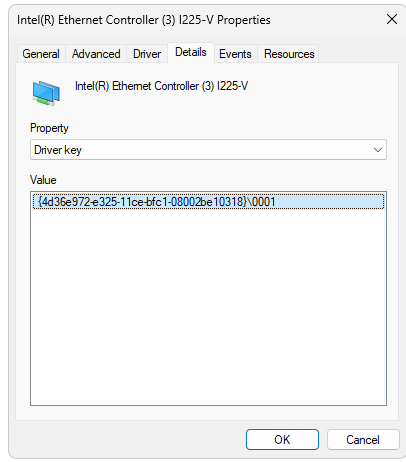 Intel(R) Ethernet Controller (3) I225-V Properties
General Advanced Driver Details Events Resources
Intel(R) Ethernet Controller (3) I225-V
Property
Driver key
Value
{4d36e972-e325-11ce-bfc1-08002be10318}\0001
OK Cancel